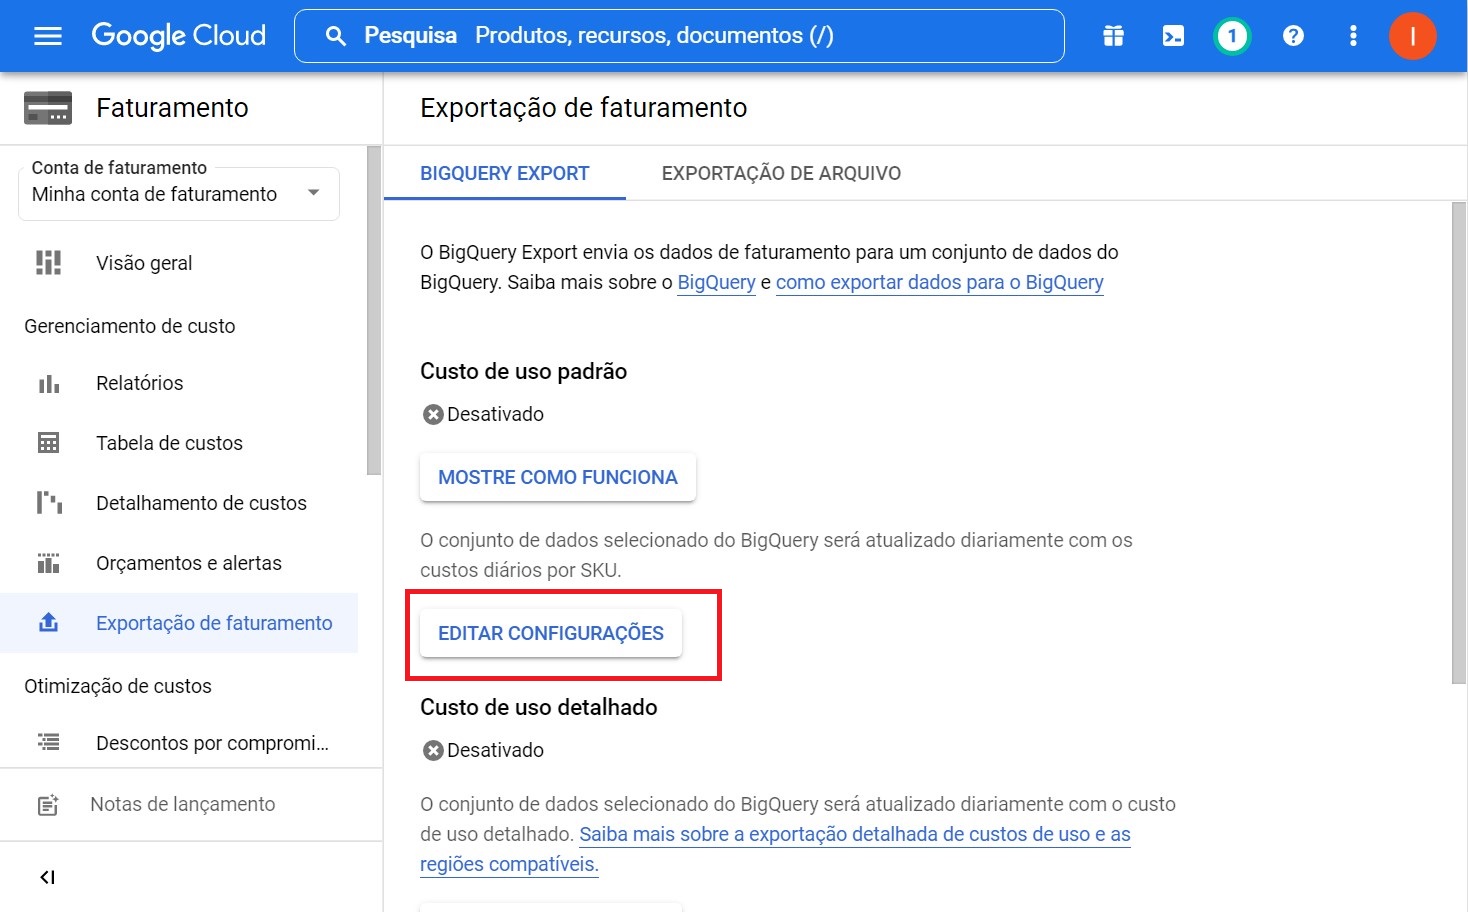 Google Cloud
Pesquisa Produtos, recursos, documentos (/)
1
I
Faturamento
Conta de faturamento
Minha conta de faturamento
Visão geral
Gerenciamento de custo
Relatórios
Tabela de custos
Detalhamento de custos
Orçamentos e alertas
Exportação de faturamento
Otimização de custos
Descontos por compromi...
Notas de lançamento
Exportação de faturamento
BIGQUERY EXPORT
EXPORTAÇÃO DE ARQUIVO
O BigQuery Export envia os dados de faturamento para um conjunto de dados do
BigQuery. Saiba mais sobre o BigQuery e como exportar dados para o BigQuery
Custo de uso padrão
Desativado
MOSTRE COMO FUNCIONA
O conjunto de dados selecionado do BigQuery será atualizado diariamente com os
custos diários por SKU.
EDITAR CONFIGURAÇÕES
Custo de uso detalhado
Desativado
O conjunto de dados selecionado do BigQuery será atualizado diariamente com o custo
de uso detalhado. Saiba mais sobre a exportação detalhada de custos de uso e as
regiões compatíveis.